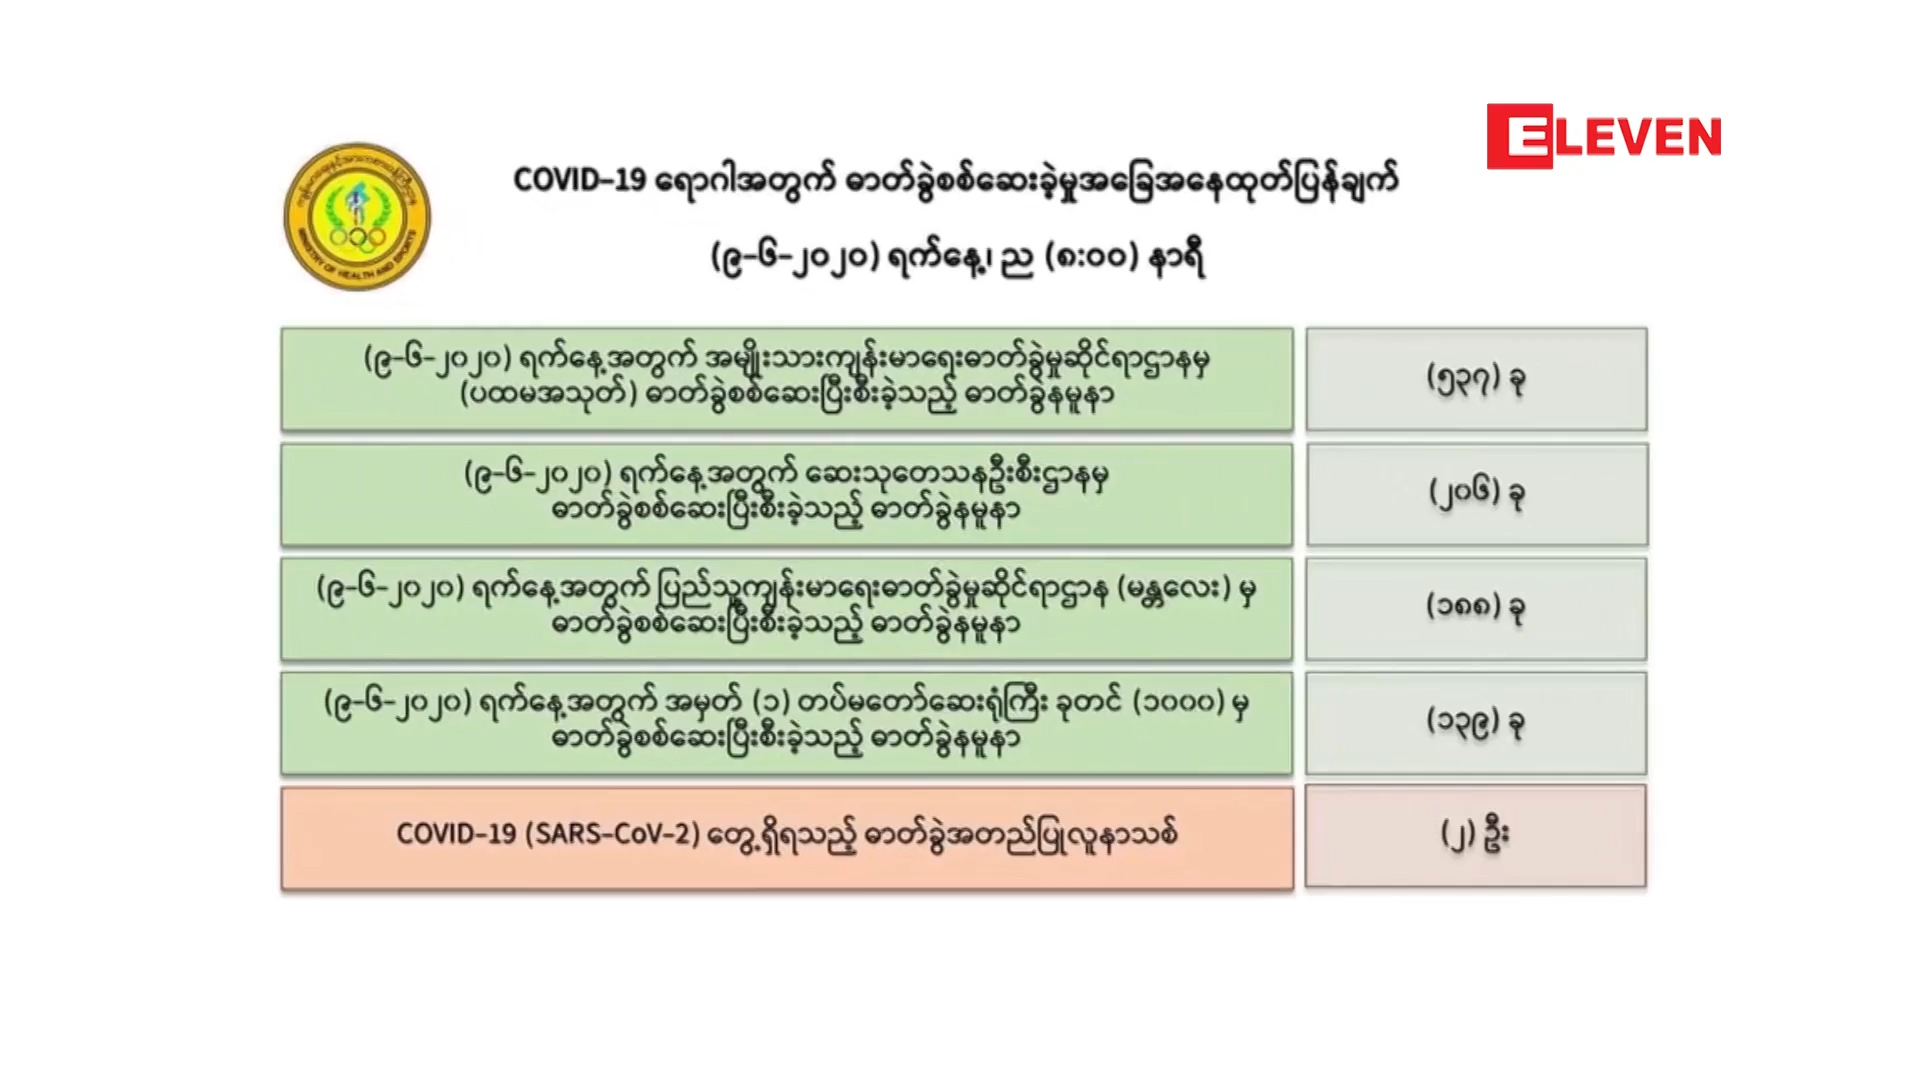 ELEVEN
COVID-19 ရောဂါအတွက် ဓာတ်ခွဲစစ်ဆေးခဲ့မှုအခြေအနေထုတ်ပြန်ချက်
(၉-၆-၂၀၂၀) ရက်နေ့၊ ည (၈:၀၀) နာရီ
MINISTRY OF HEALTH AND SPORTS
(၉-၆-၂၀၂၀) ရက်နေ့အတွက် အမျိုးသားကျန်းမာရေးဓာတ်ခွဲမှုဆိုင်ရာဌာနမှ
(ပထမအသုတ်) ဓာတ်ခွဲစစ်ဆေးပြီးစီးခဲ့သည့် ဓာတ်ခွဲနမူနာ
(၅၃၇) ခု
(၉-၆-၂၀၂၀) ရက်နေ့အတွက် ဆေးသုတေသနဦးစီးဌာနမှ
ဓာတ်ခွဲစစ်ဆေးပြီးစီးခဲ့သည့် ဓာတ်ခွဲနမူနာ
(၂၀၆) ခု
(၉-၆-၂၀၂၀) ရက်နေ့အတွက် ပြည်သူ့ကျန်းမာရေးဓာတ်ခွဲမှုဆိုင်ရာဌာန (မန္တလေး) မှ
ဓာတ်ခွဲစစ်ဆေးပြီးစီးခဲ့သည့် ဓာတ်ခွဲနမူနာ
(၁၈၈) ခု
(၉-၆-၂၀၂၀) ရက်နေ့အတွက် အမှတ် (၁) တပ်မတော်ဆေးရုံကြီး ခုတင် (၁၀၀၀) မှ
ဓာတ်ခွဲစစ်ဆေးပြီးစီးခဲ့သည့် ဓာတ်ခွဲနမူနာ
(၁၃၉) ခု
COVID-19 (SARS-CoV-2) တွေ့ရှိရသည့် ဓာတ်ခွဲအတည်ပြုလူနာသစ်
(၂) ဦး